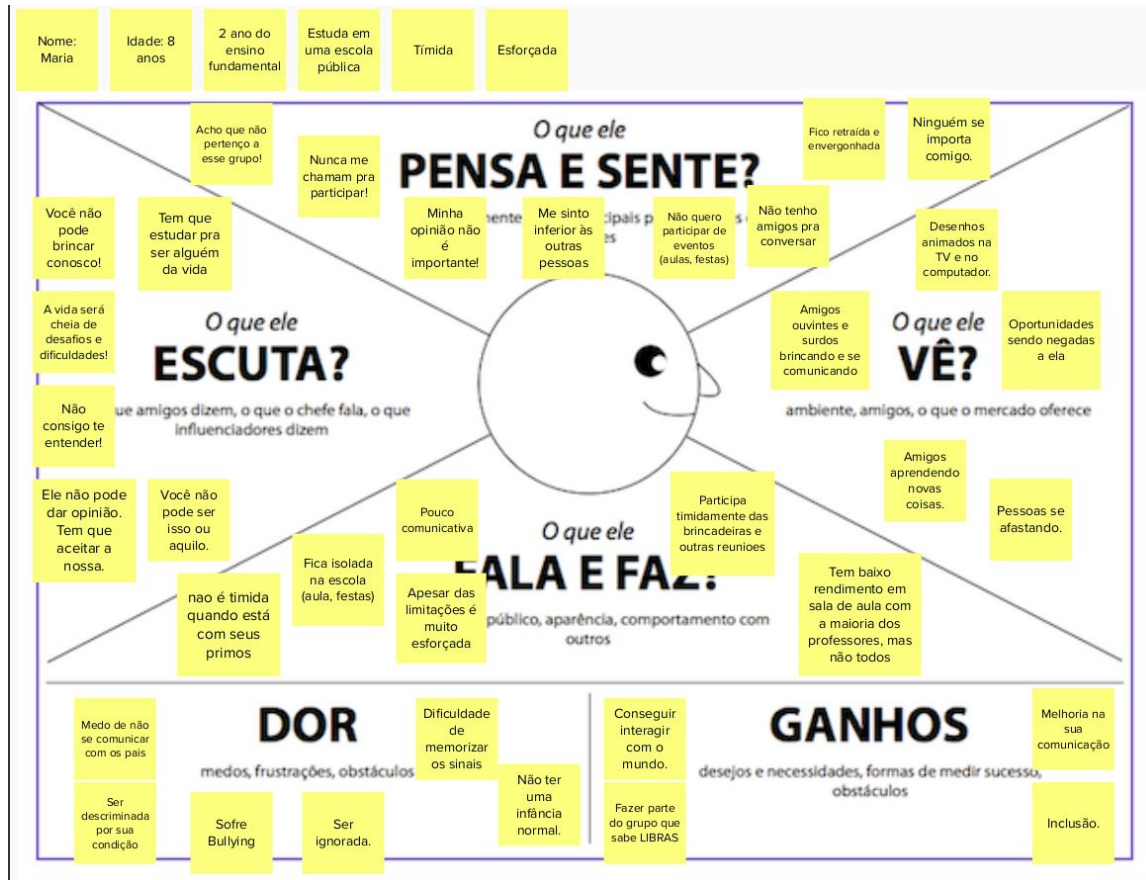 Nome:
Maria
Idade: 8
anos
2 ano do
ensino
fundamental
Estuda em
uma escola
pública
Tímida
Esforçada
O que ele
PENSA E SENTE?
Acho que não
pertenço a
esse grupo!
Nunca me
chamam pra
participar!
Minha
opinião não
é
importante!
Me sinto
inferior às
outras
pessoas
Não quero
participar de
eventos
(aulas, festas)
Não tenho
amigos pra
conversar
Fico retraída e
envergonhada
Ninguém se
importa
comigo.
Você não
pode
brincar
conosco!
Tem que
estudar pra
ser alguém
da vida
A vida será
cheia de
desafios e
dificuldades!
O que ele
ESCUTA?
amigos dizem, o que o chefe fala, o que
influenciadores dizem
Não
consigo te
entender!
Ele não pode
dar opinião.
Tem que
aceitar a
nossa.
Você não
pode ser
isso ou
aquilo.
Desenhos
animados na
TV e no
computador.
Amigos
ouvintes e
surdos
brincando e se
comunicando
O que ele
VÊ?
ambiente, amigos, o que o mercado oferece
Oportunidades
sendo negadas
a ela
Amigos
aprendendo
novas
coisas.
Pessoas se
afastando.
O que ele
FALA E FAZ?
público, aparência, comportamento com
outros
Pouco
comunicativa
Participa
timidamente das
brincadeiras e
outras reunioes
Fica isolada
na escola
(aula, festas)
nao é timida
quando está
com seus
primos
Apesar das
limitações é
muito
esforçada
Tem baixo
rendimento em
sala de aula com
a maioria dos
professores, mas
não todos
DOR
medos, frustrações, obstáculos
Medo de não
se comunicar
com os pais
Dificuldade
de
memorizar
os sinais
Ser
descriminada
por sua
condição
Sofre
Bullying
Ser
ignorada.
Não ter
uma
infância
normal.
GANHOS
desejos e necessidades, formas de medir sucesso,
obstáculos
Conseguir
interagir
com o
mundo.
Melhoria na
sua
comunicação
Fazer parte
do grupo que
sabe LIBRAS
Inclusão.